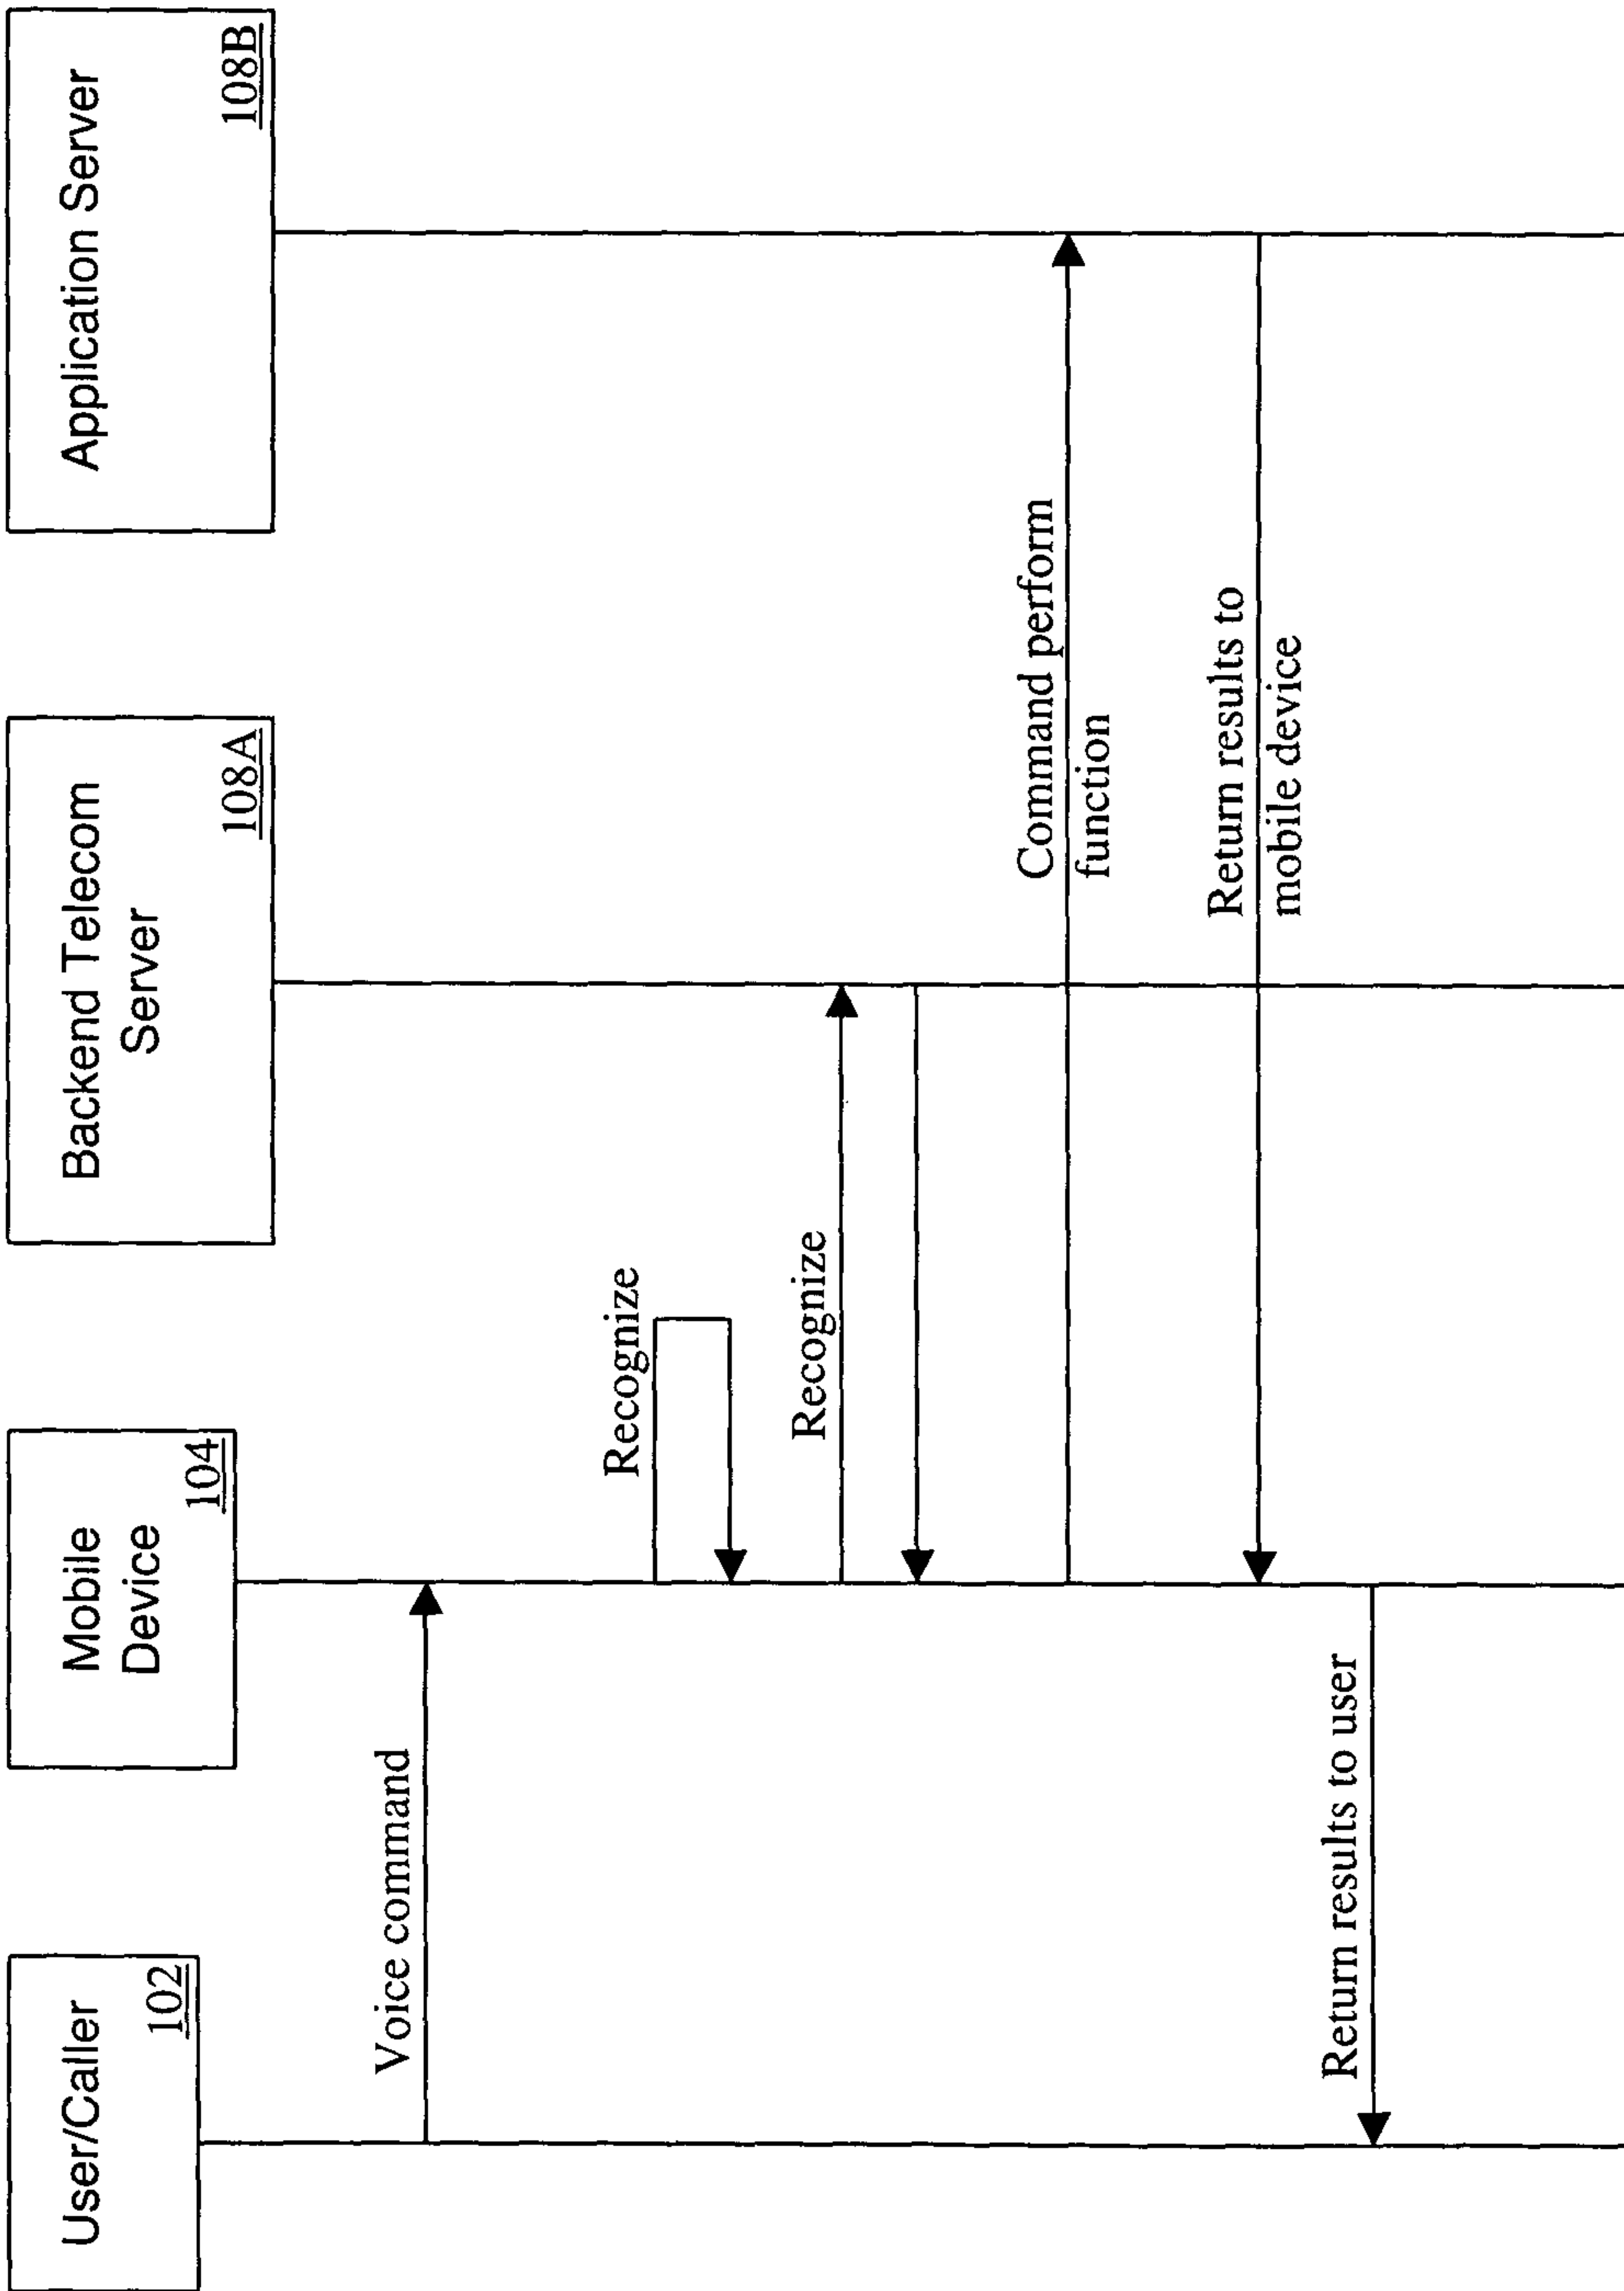 User/Caller
102
Mobile
Device
104
Backend Telecom
Server
108A
Application Server
108B
Voice command
Recognize
Recognize
Command perform
function
Return results to
mobile device
Return results to user